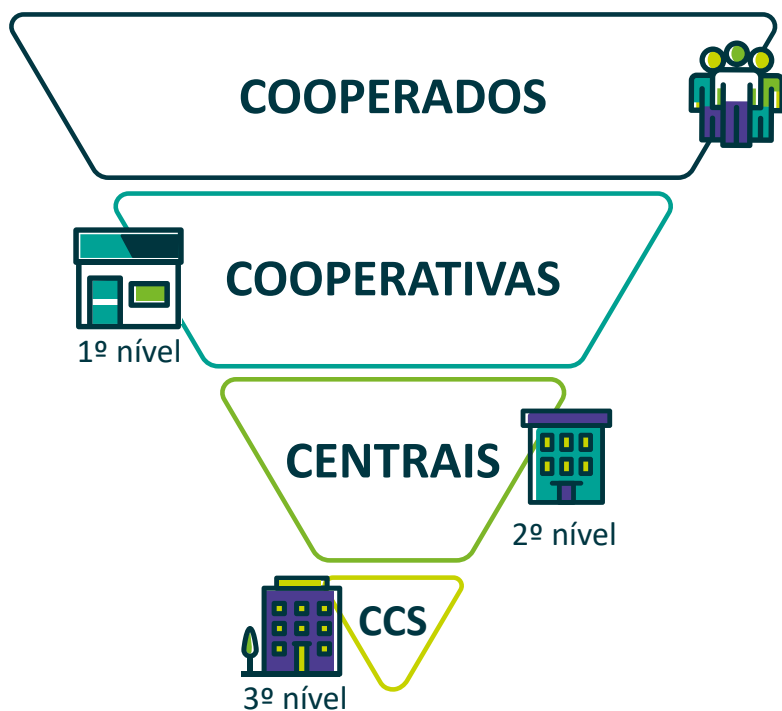 COOPERADOS
COOPERATIVAS
1º nível
CENTRAIS
2º nível
CCS
3º nível